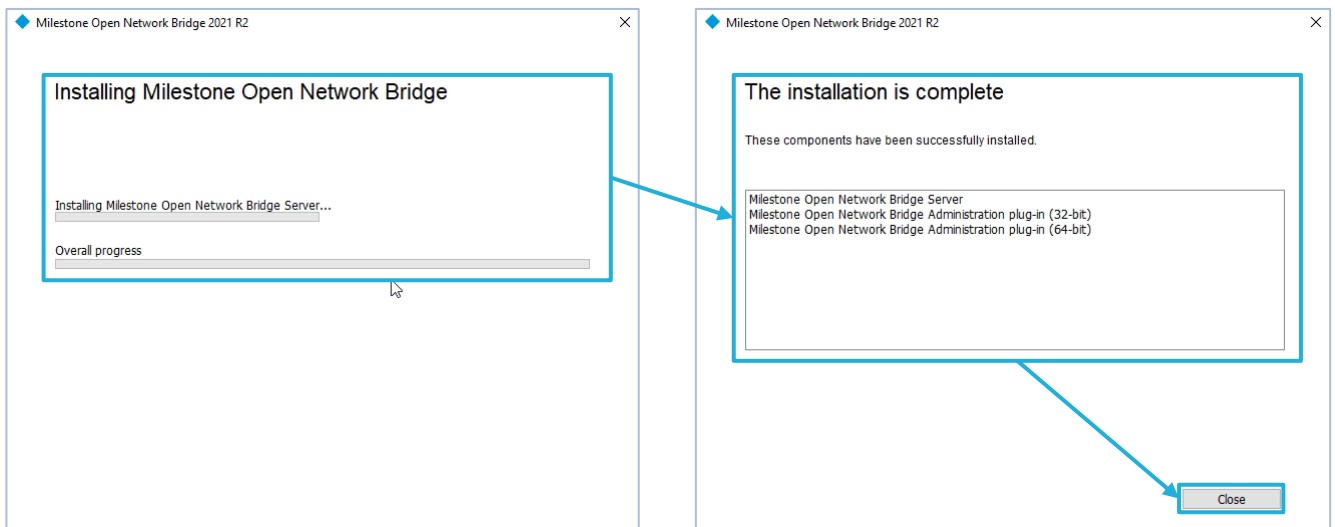 Milestone Open Network Bridge 2021 R2
Installing Milestone Open Network Bridge
Installing Milestone Open Network Bridge Server...
Overall progress
Milestone Open Network Bridge 2021 R2
The installation is complete
These components have been successfully installed.
Milestone Open Network Bridge Server
Milestone Open Network Bridge Administration plug-in (32-bit)
Milestone Open Network Bridge Administration plug-in (64-bit)
Close